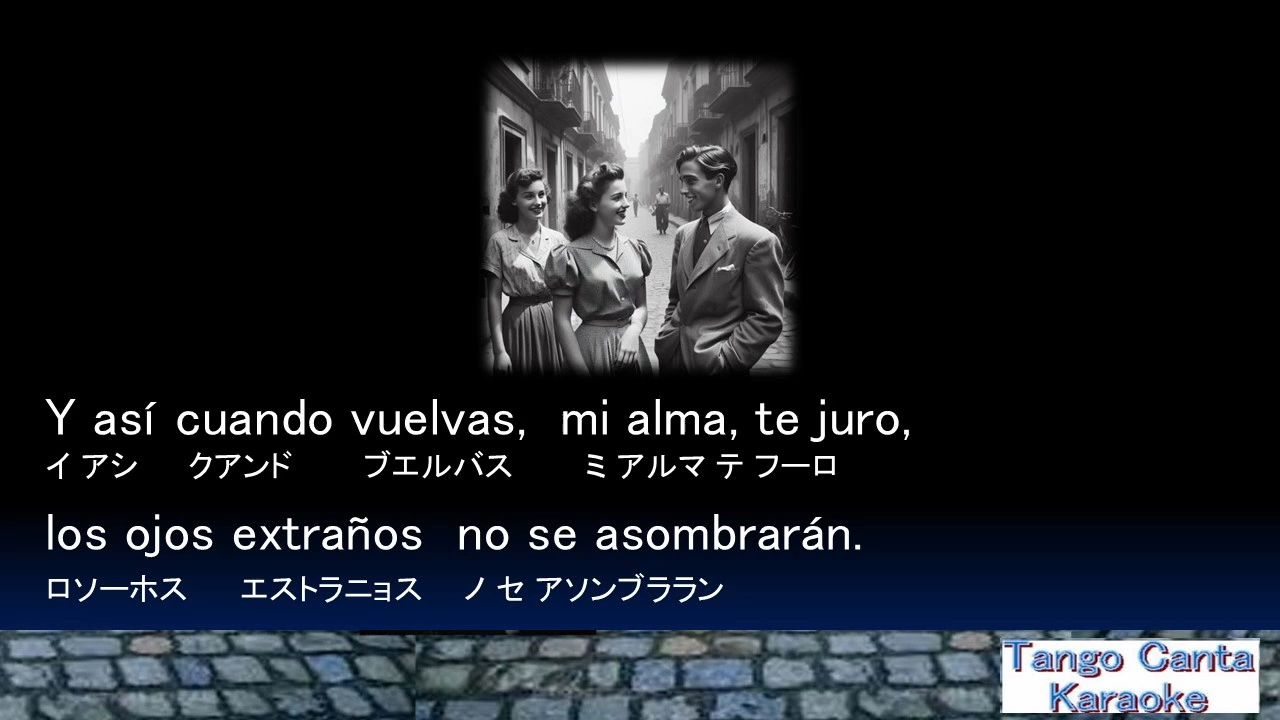 Y así cuando vuelvas, mi alma, te juro,
イ アシ クアンド ブエルバス ミ アルマ テ フーロ
los ojos extraños no se asombrarán.
ロソーホス エストラニョス ノ セ アソンブララン
Tango Canta
Karaoke